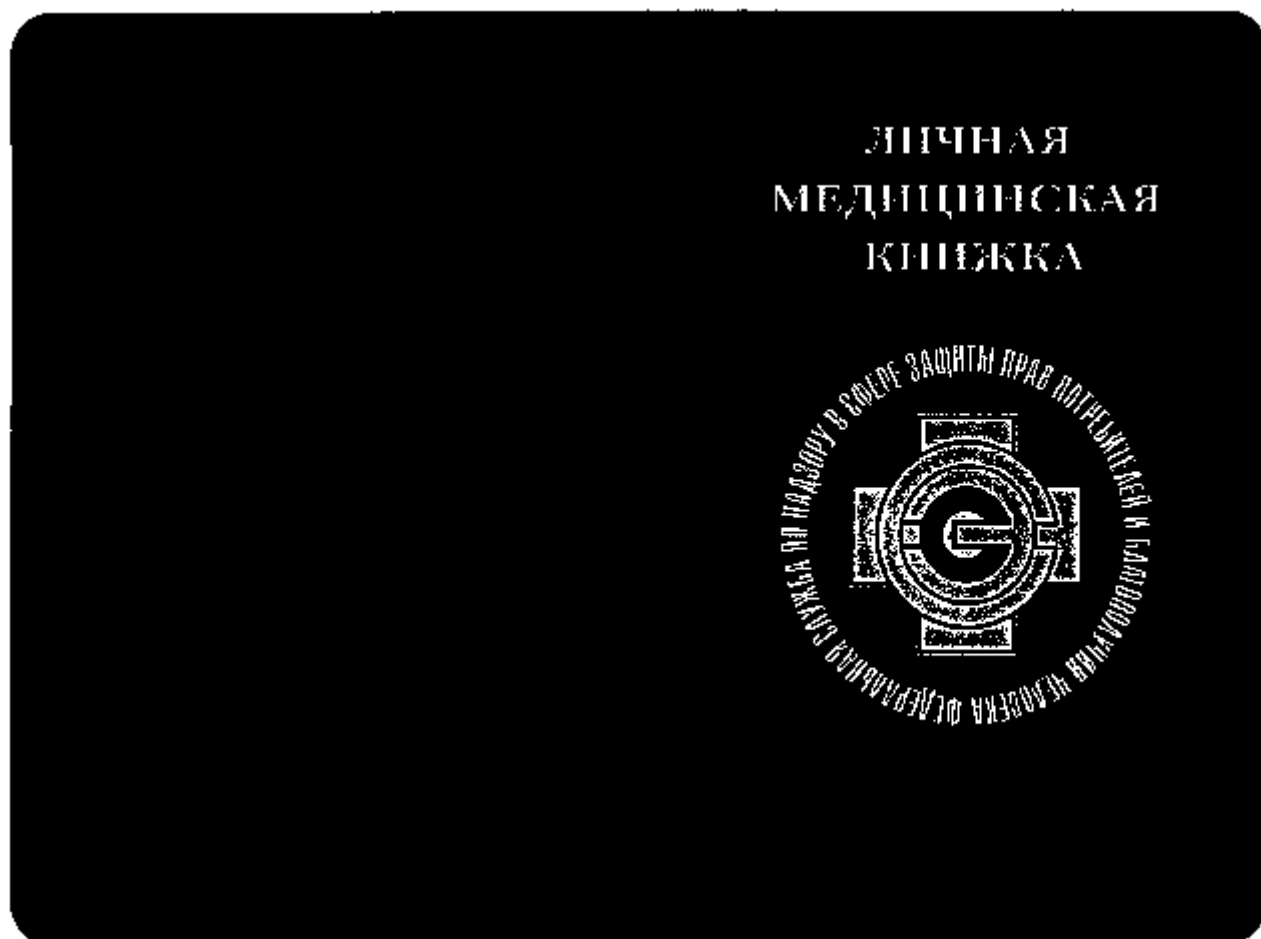 ЛИЧНАЯ
МЕДИЦИНСКАЯ
КНИЖКА
ФЕДЕРАЛЬНАЯ СЛУЖБА ПО НАДЗОРУ В СФЕРЕ ЗАЩИТЫ ПРАВ ПОТРЕБИТЕЛЕЙ И БЛАГОПОЛУЧИЯ ЧЕЛОВЕКА